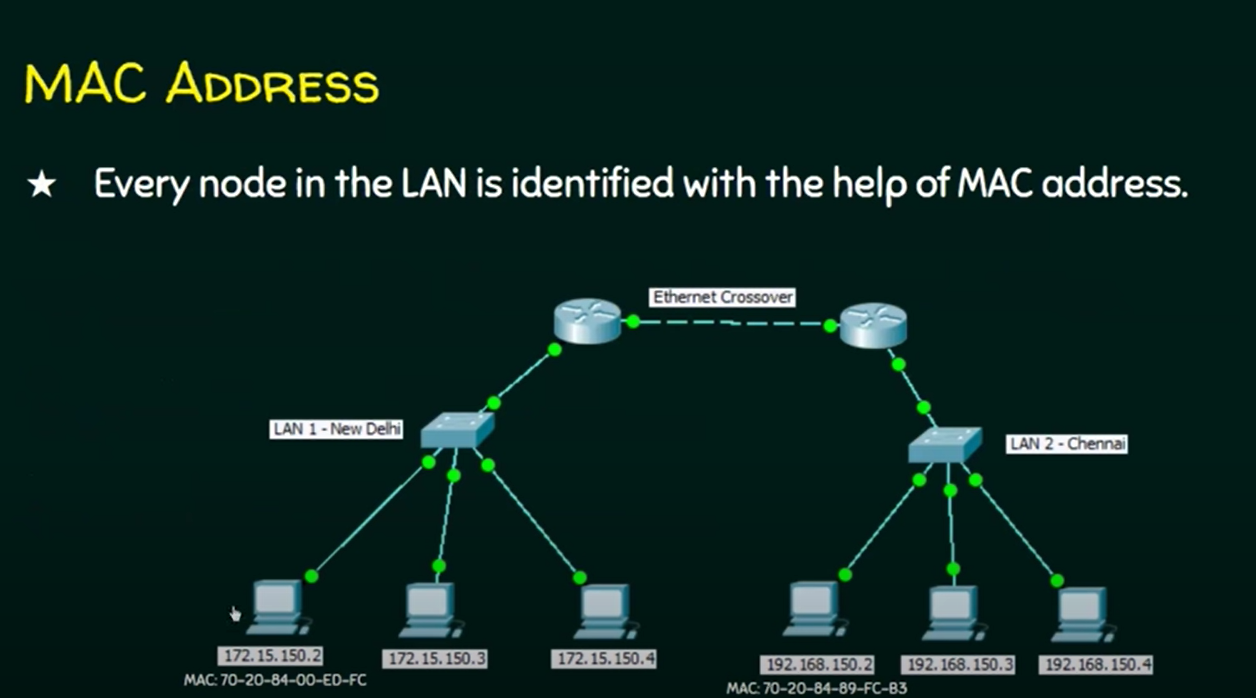 MAC Address
★ Every node in the LAN is identified with the help of MAC address.
Ethernet Crossover
LAN 1 - New Delhi
LAN 2 - Chennai
172.15.150.2
172.15.150.3
172.15.150.4
192.168.150.2
192.168.150.3
192.168.150.4
MAC: 70-20-84-00-ED-FC
MAC: 70-20-84-89-FC-B3